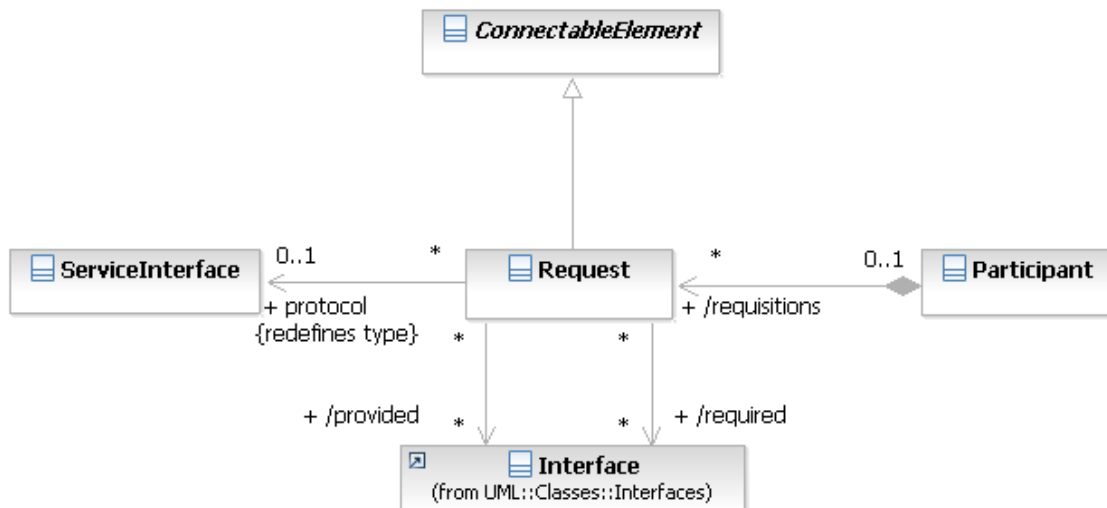 ConnectableElement
ServiceInterface
0..1
*
Request
*
0..1
Participant
+ protocol
{redefines type}
+ /requisitions
*
*
+ /provided
*
*
+ /required
Interface
(from UML::Classes::Interfaces)